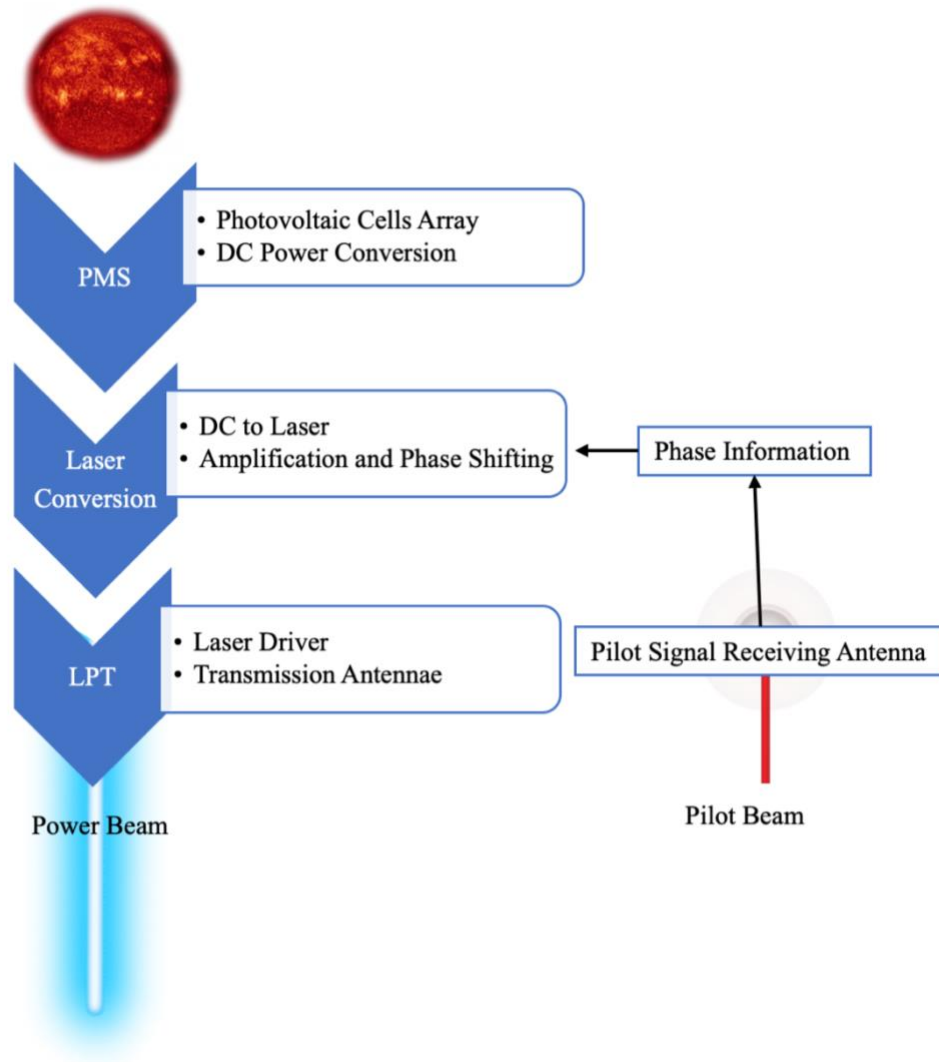 PMS
• Photovoltaic Cells Array
• DC Power Conversion
Laser
Conversion
• DC to Laser
• Amplification and Phase Shifting
Phase Information
LPT
• Laser Driver
• Transmission Antennae
Pilot Signal Receiving Antenna
Power Beam
Pilot Beam